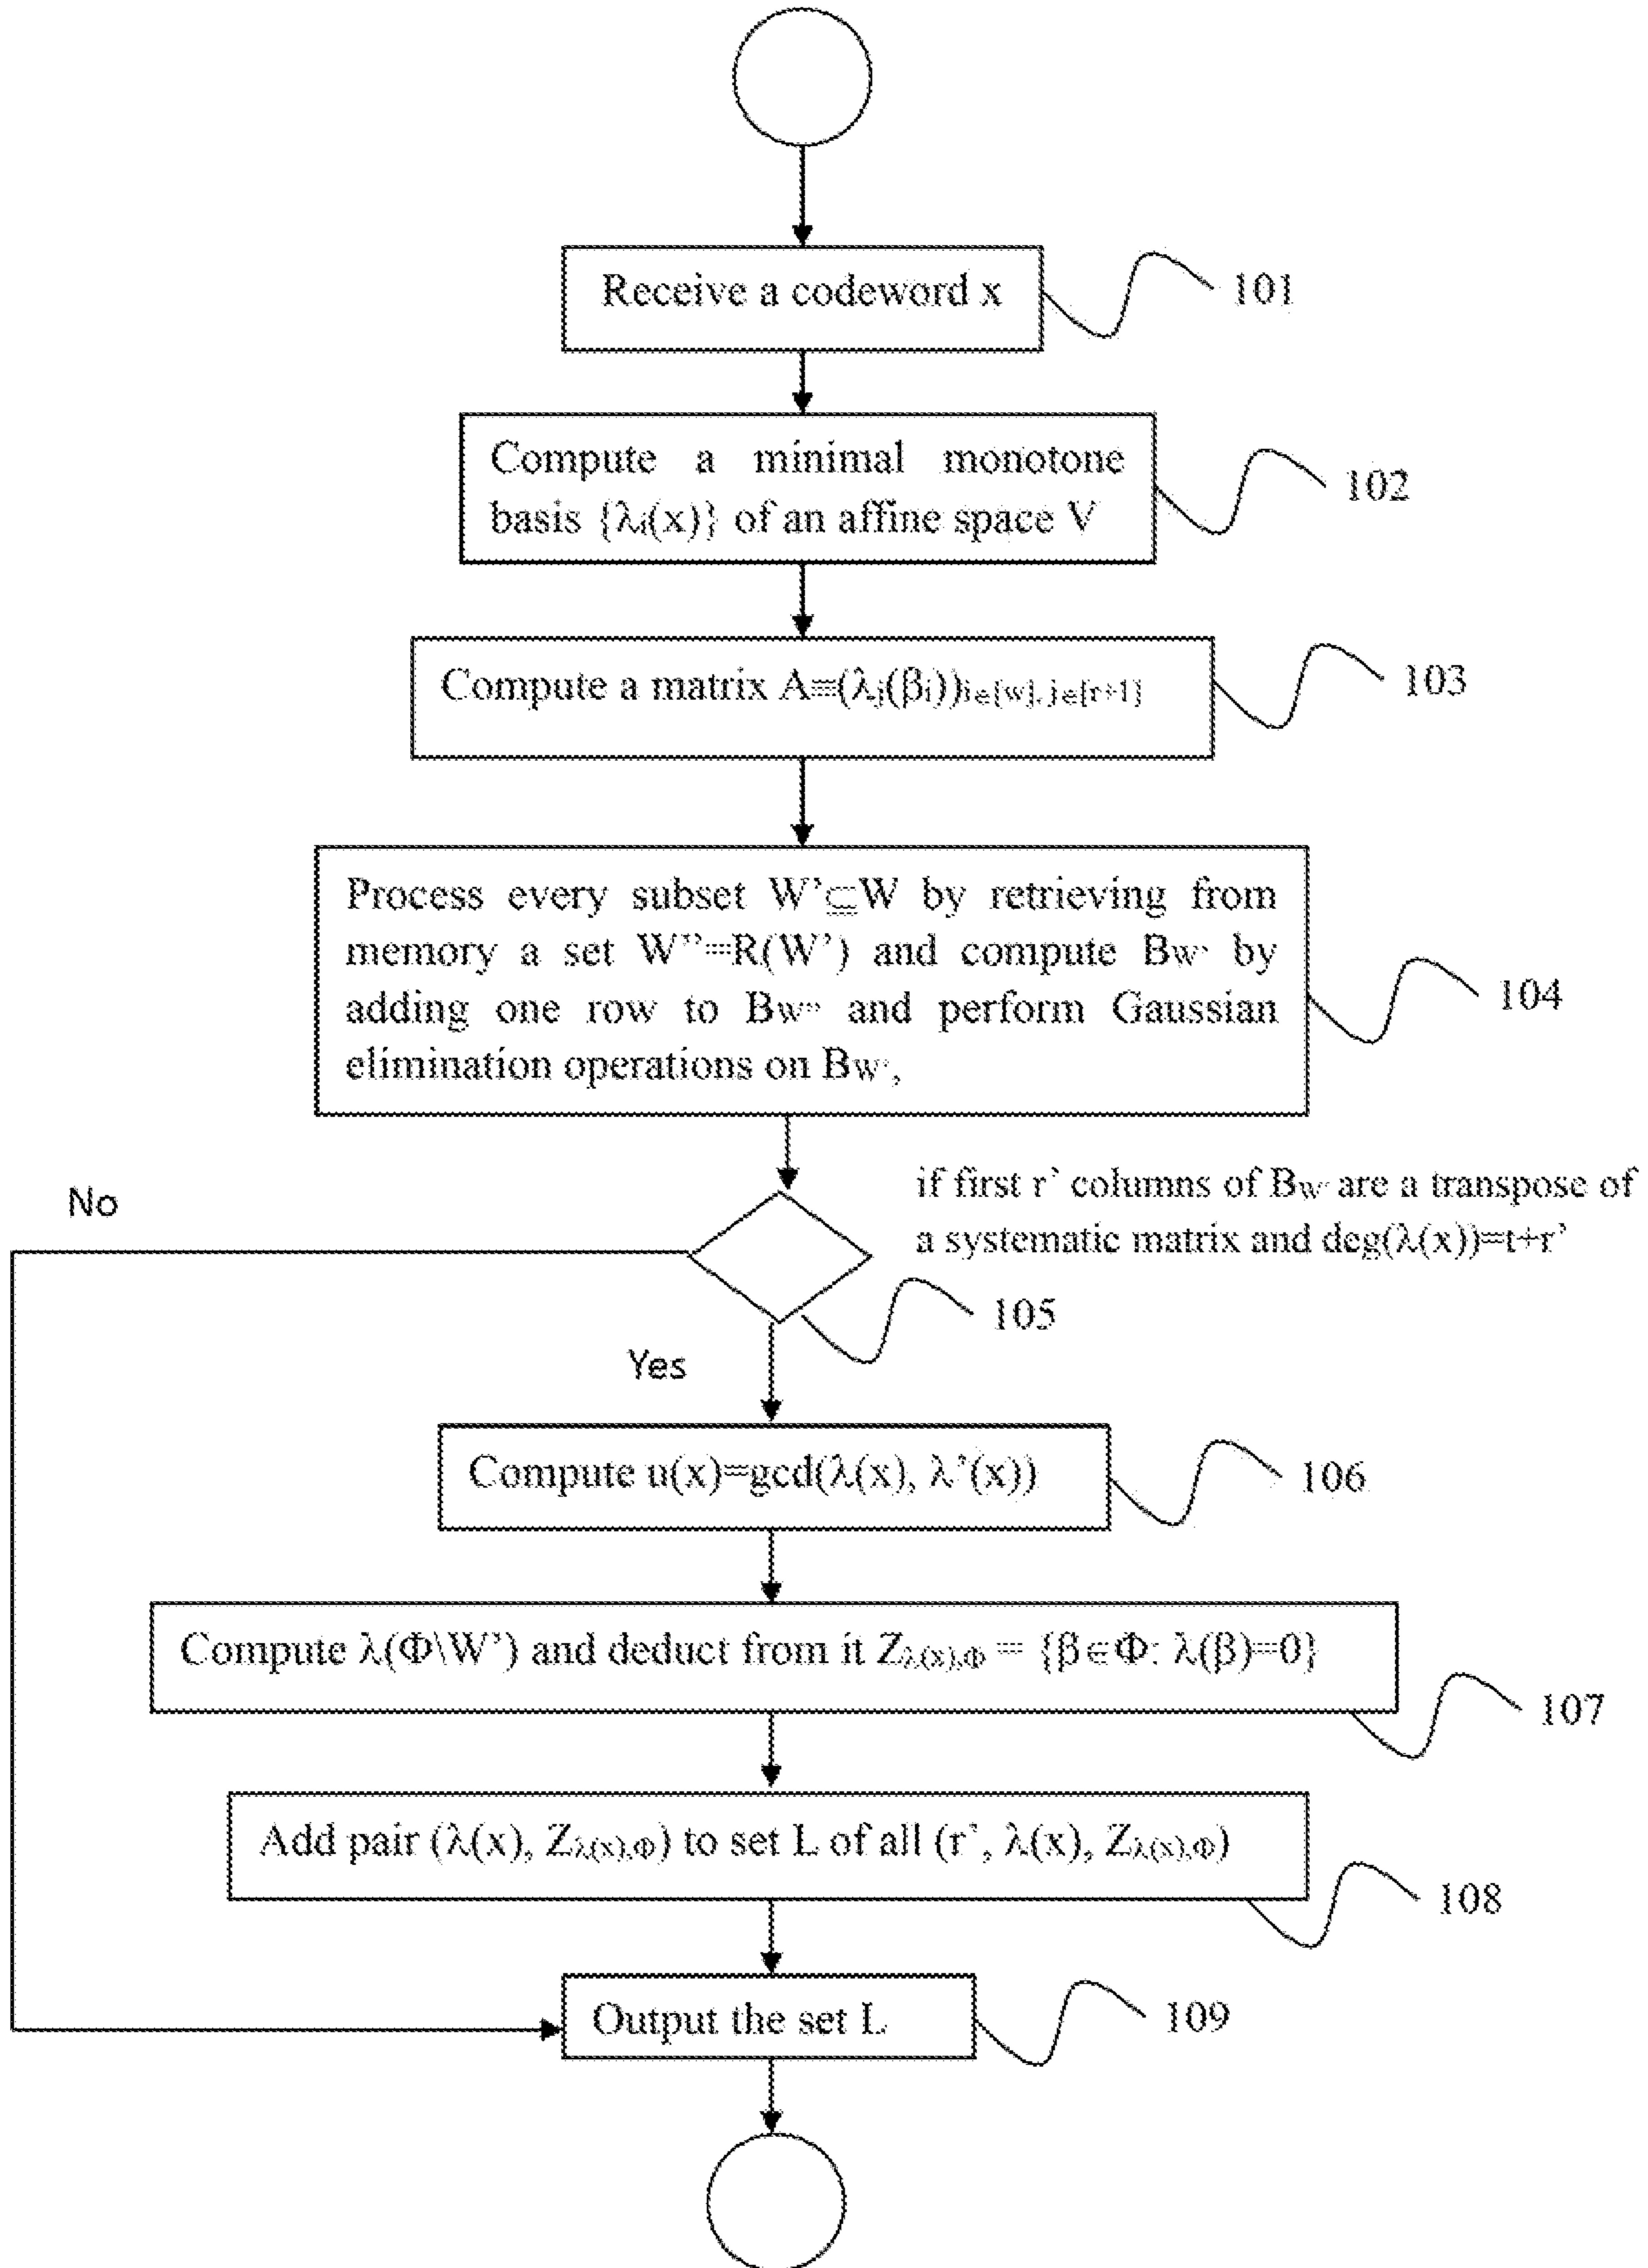 Receive a codeword x
101
Compute a minimal monotone
basis {λᵢ(x)} of an affine space V
102
Compute a matrix A=(λⱼ(βᵢ))i∈[w], j∈[r+1]
103
Process every subset W’⊆W by retrieving from
memory a set W’’=R(W’) and compute BW’ by
adding one row to BW’’ and perform Gaussian
elimination operations on BW’,
104
if first r’ columns of BW’ are a transpose of
a systematic matrix and deg(λ(x))=t+r’
No
105
Yes
Compute u(x)=gcd(λ(x), λ’(x))
106
Compute λ(Φ\W’) and deduct from it Zλ(x),Φ = {β∈Φ: λ(β)=0}
107
Add pair (λ(x), Zλ(x),Φ) to set L of all (r’, λ(x), Zλ(x),Φ)
108
Output the set L
109